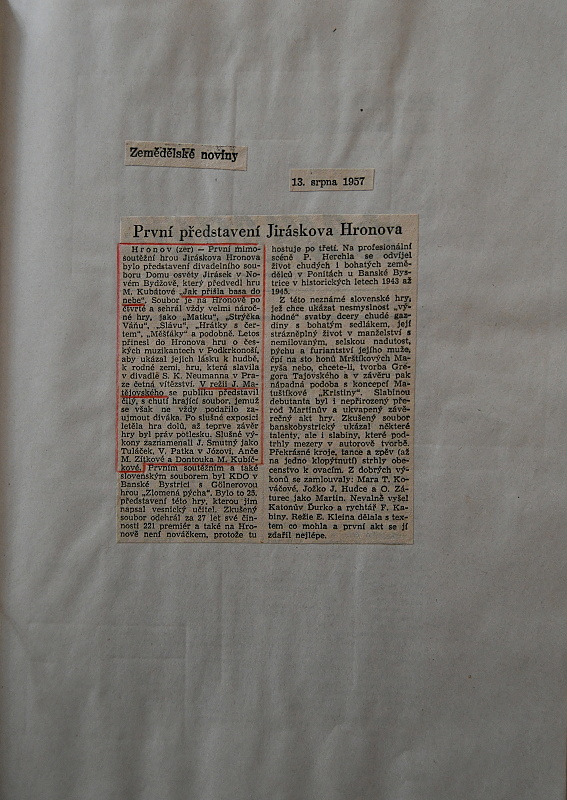 Zemědělské noviny
13. srpna 1957
První představení Jiráskova Hronova
Hronov (zer) — První mimo-
soutěžní hrou Jiráskova Hronova
bylo představení divadelního sou-
boru Domu osvěty Jirásek v No-
vém Bydžově, který předvedl hru
M. Kubátové „Jak přišla basa do
nebe". Soubor je na Hronově po
čtvrté a sehrál vždy velmi nároč-
né hry, jako „Matku", „Strýčka
Váňu", „Slávu", „Hrátky s čer-
tem", „Měšťáky" a podobně. Letos
přinesl do Hronova hru o čes-
kých muzikantech v Podkrkonoší,
aby ukázal jejich lásku k hudbě,
k rodné zemi, hru, která slavila
v divadle S. K. Neumanna v Pra-
ze četná vítězství. V režii J. Ma-
tějovského se publiku představil
čilý, s chutí hrající soubor, jemuž
se však ne vždy podařilo za-
ujmout diváka. Po slušné exposici
letěla hra dolů, až teprve závěr
hry byl práv potlesku. Slušné vý-
kony zaznamenali J. Smutný jako
Tuláček, V. Patka v Józovi, Anče
M. Zítkové a Dontouka M. Kubíč-
kové. Prvním soutěžním a také
slovenským souborem byl KDO v
Banské Bystrici s Gölnerovou
hrou „Zlomená pýcha". Bylo to 25.
představení této hry, kterou jim
napsal vesnický učitel. Zkušený
soubor odehrál za 27 let své čin-
nosti 221 premiér a také na Hro-
nově není nováčkem, protože tu
hostuje po třetí. Na profesionální
scéně P. Herchla se odvíjel
život chudých i bohatých země-
dělců v Ponitách u Banské Bys-
trice v historických letech 1943 až
1945.
Z této neznámé slovenské hry,
jež chce ukázat nesmyslnost „vý-
hodné" svatby dcery chudé gaz-
diny s bohatým sedlákem, její
strázněplný život v manželství s
nemilovaným, selskou nadutost,
pýchu a furiantství jejího muže,
čpí na sto honů Mrštíkových Ma-
ryša nebo, chcete-li, tvorba Gre-
gora Tajovského a v závěru pak
nápadná podoba s koncepcí Ma-
tuštíkové „Kristiny". Slabinou
debutanta byl i nepřirozený pře-
rod Martinův a ukvapený závě-
rečný akt hry. Zkušený soubor
banskobystrický ukázal některé
talenty, ale i slabiny, které pod-
trhly mezery v autorově tvorbě.
Překrásné kroje, tance a zpěv (až
na jedno klopýtnutí) strhly obe-
censtvo k ovacím. Z dobrých vý-
konů se zamlouvaly: Mara T. Ko-
váčové, Jožko J. Hudce a O. Zá-
turec jako Martin. Nevalně vyšel
Katonův Ďurko a rychtář F. Ka-
biny. Režie E. Kleina dělala s tex-
tem co mohla a první akt se jí
zdařil nejlépe.